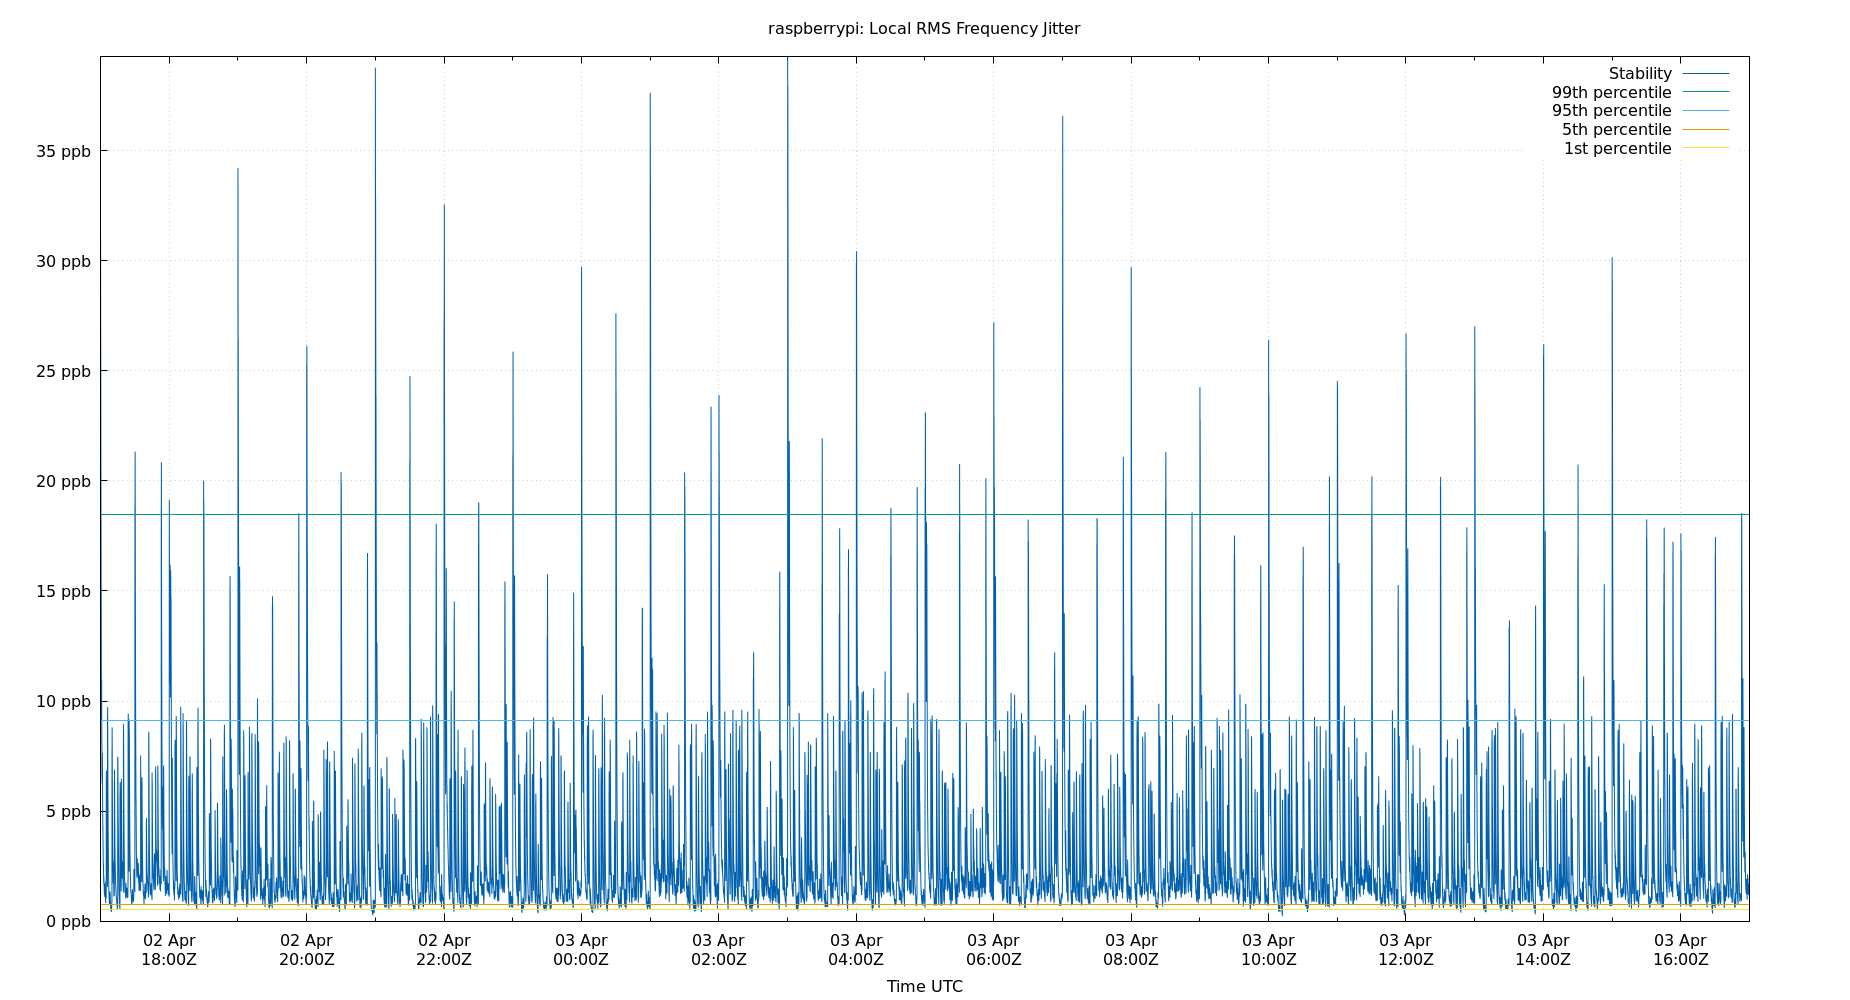 raspberrypi: Local RMS Frequency Jitter
Stability
99th percentile
95th percentile
5th percentile
1st percentile
35 ppb
30 ppb
25 ppb
20 ppb
15 ppb
10 ppb
5 ppb
0 ppb
02 Apr 02 Apr 02 Apr 03 Apr 03 Apr 03 Apr 03 Apr 03 Apr 03 Apr 03 Apr 03 Apr 03 Apr
18:00Z 20:00Z 22:00Z 00:00Z 02:00Z 04:00Z 06:00Z 08:00Z 10:00Z 12:00Z 14:00Z 16:00Z
Time UTC